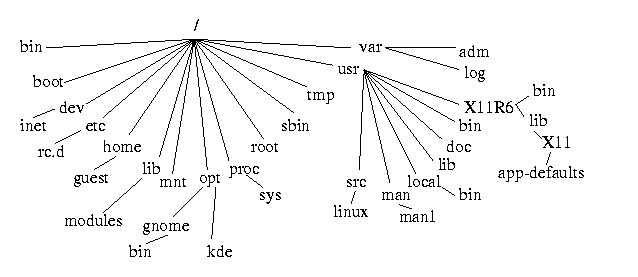 /
bin
var
adm
usr
log
boot
tmp
X11R6
bin
dev
inet
etc
sbin
bin
lib
rc.d
home
root
doc
X11
guest
lib
mnt
opt
proc
sys
lib
app-defaults
src
man
local
bin
linux
man1
modules
gnome
bin
kde